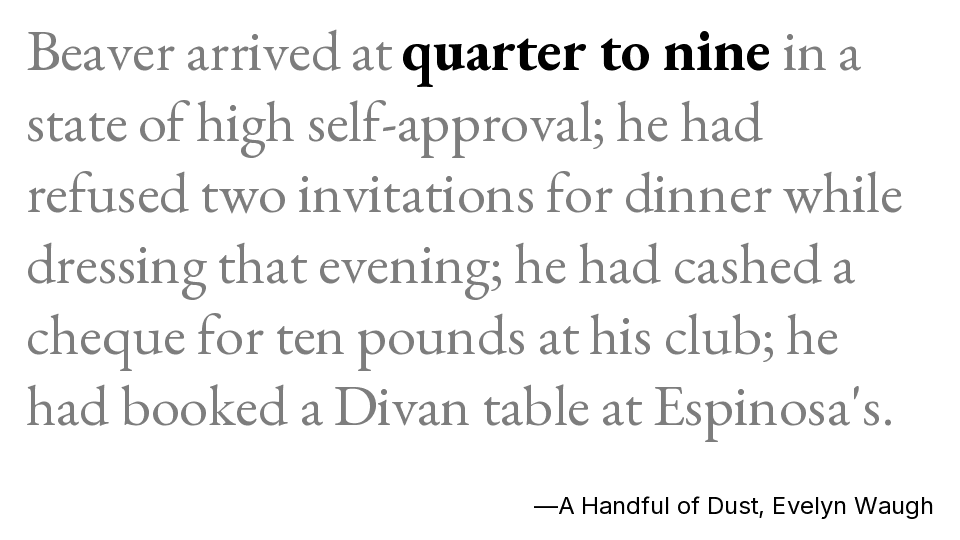 Beaver arrived at quarter to nine in a
state of high self-approval; he had
refused two invitations for dinner while
dressing that evening; he had cashed a
cheque for ten pounds at his club; he
had booked a Divan table at Espinosa's.
—A Handful of Dust, Evelyn Waugh